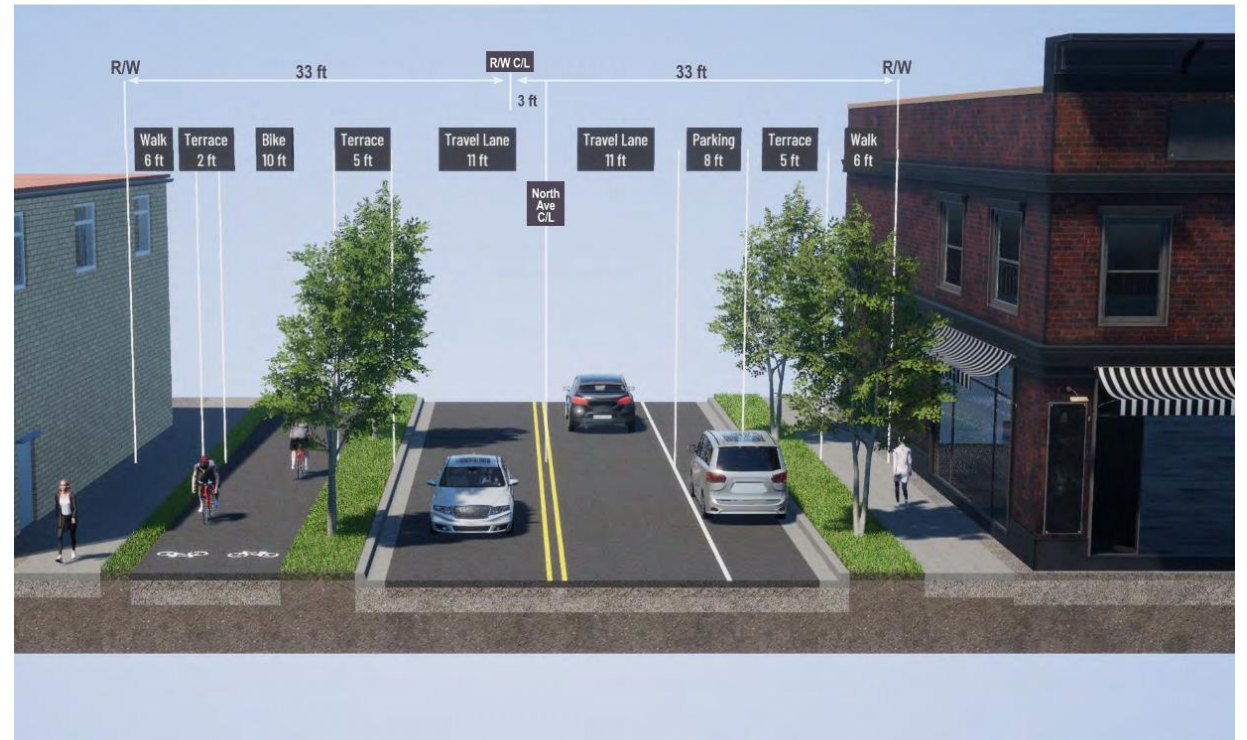 R/W
33 ft
R/W C/L
33 ft
R/W
3 ft
Walk
6 ft
Terrace
2 ft
Bike
10 ft
Terrace
5 ft
Travel Lane
11 ft
Travel Lane
11 ft
Parking
8 ft
Terrace
5 ft
Walk
6 ft
North
Ave
C/L